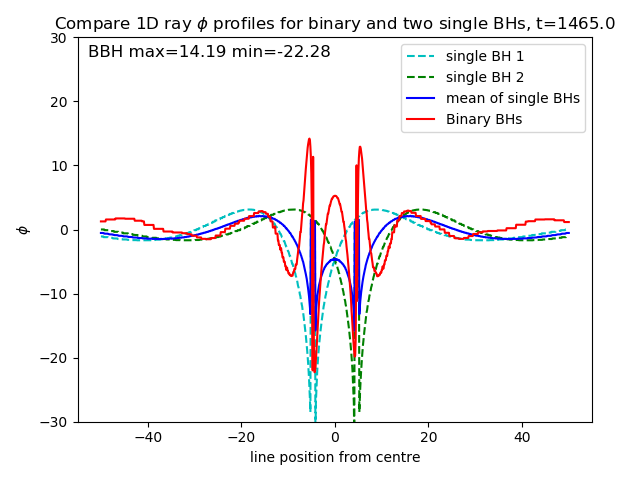 Compare 1D ray ϕ profiles for binary and two single BHs, t=1465.0
BBH max=14.19 min=-22.28
single BH 1
single BH 2
mean of single BHs
Binary BHs
30
20
10
0
−10
−20
−30
ϕ
−40
−20
0
20
40
line position from centre